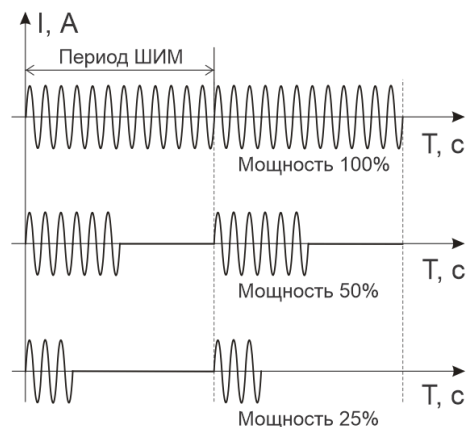 I, А
Период ШИМ
Т, с
Мощность 100%
Т, с
Мощность 50%
Т, с
Мощность 25%